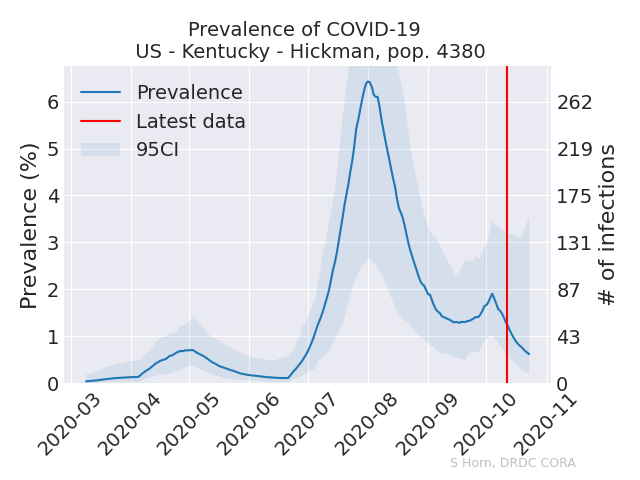 Prevalence of COVID-19
US - Kentucky - Hickman, pop. 4380
Prevalence
Latest data
95CI
Prevalence (%)
6
5
4
3
2
1
0
262
219
175
131
87
43
0
# of infections
2020-03
2020-04
2020-05
2020-06
2020-07
2020-08
2020-09
2020-10
2020-11
S Horn, DRDC CORA